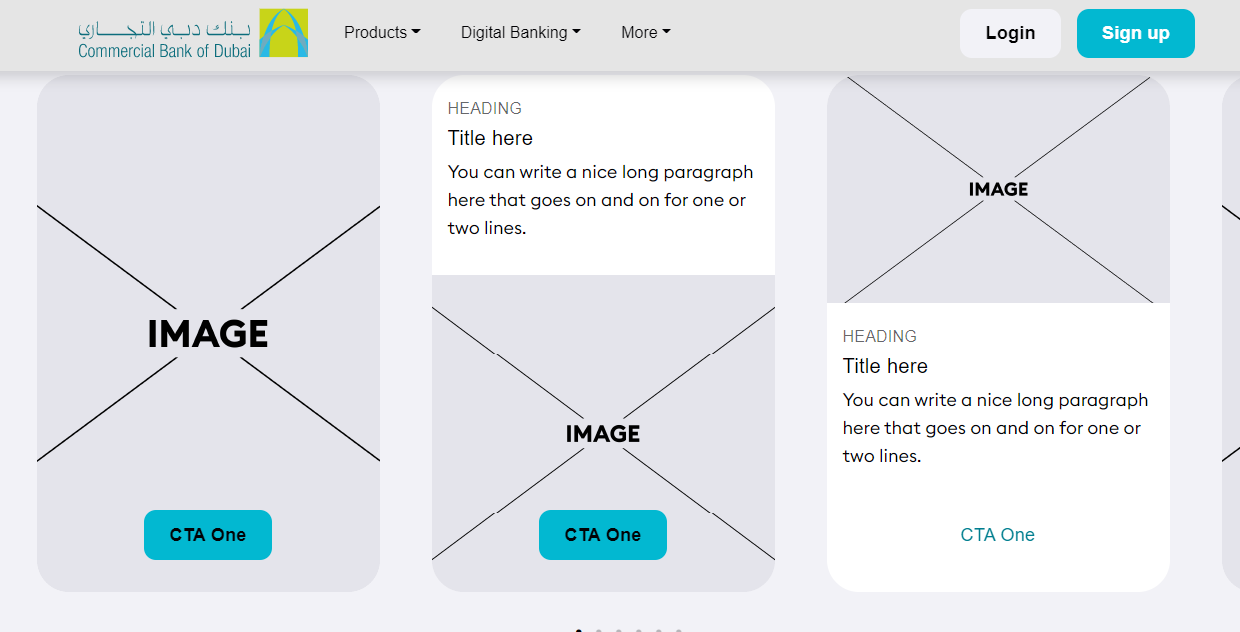 بنك دبي التجاري
Commercial Bank of Dubai
Products
Digital Banking
More
Login
Sign up
IMAGE
CTA One
HEADING
Title here
You can write a nice long paragraph
here that goes on and on for one or
two lines.
IMAGE
CTA One
IMAGE
HEADING
Title here
You can write a nice long paragraph
here that goes on and on for one or
two lines.
CTA One